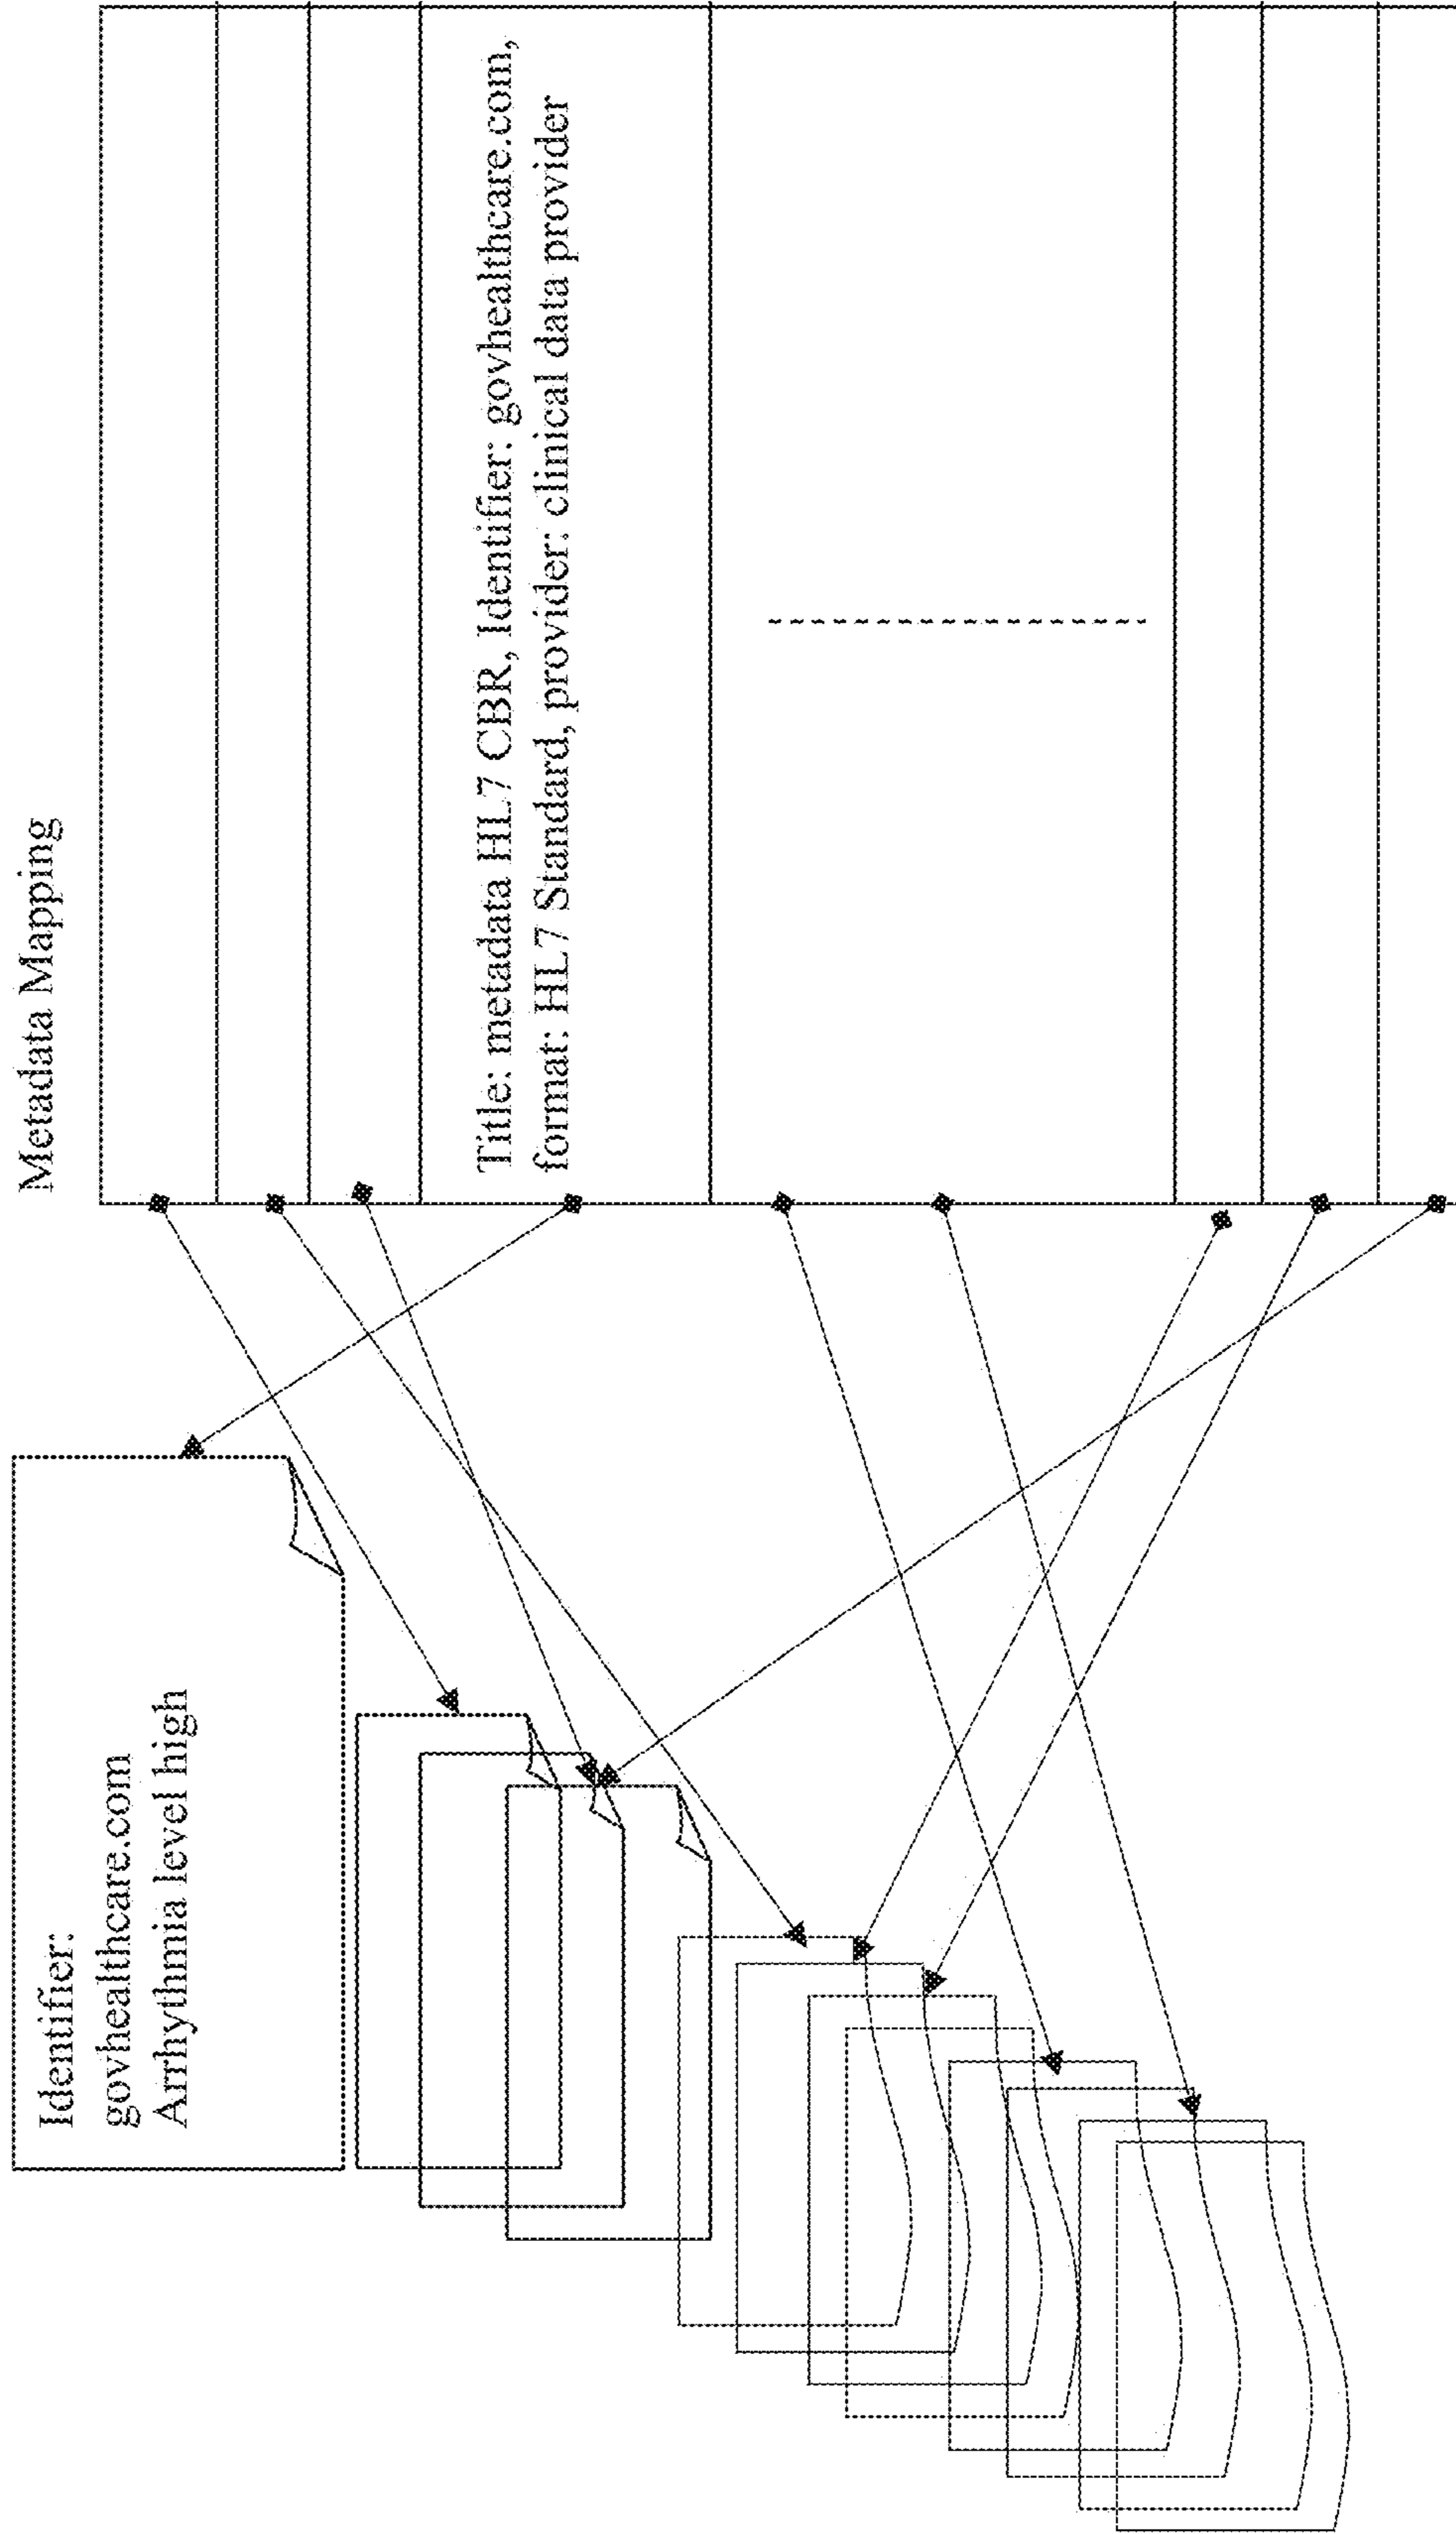 Metadata Mapping
Identifier:
govhealthcare.com
Arrhythmia level high
Title: metadata HL7 CBR, Identifier: govhealthcare.com,
format: HL7 Standard, provider: clinical data provider